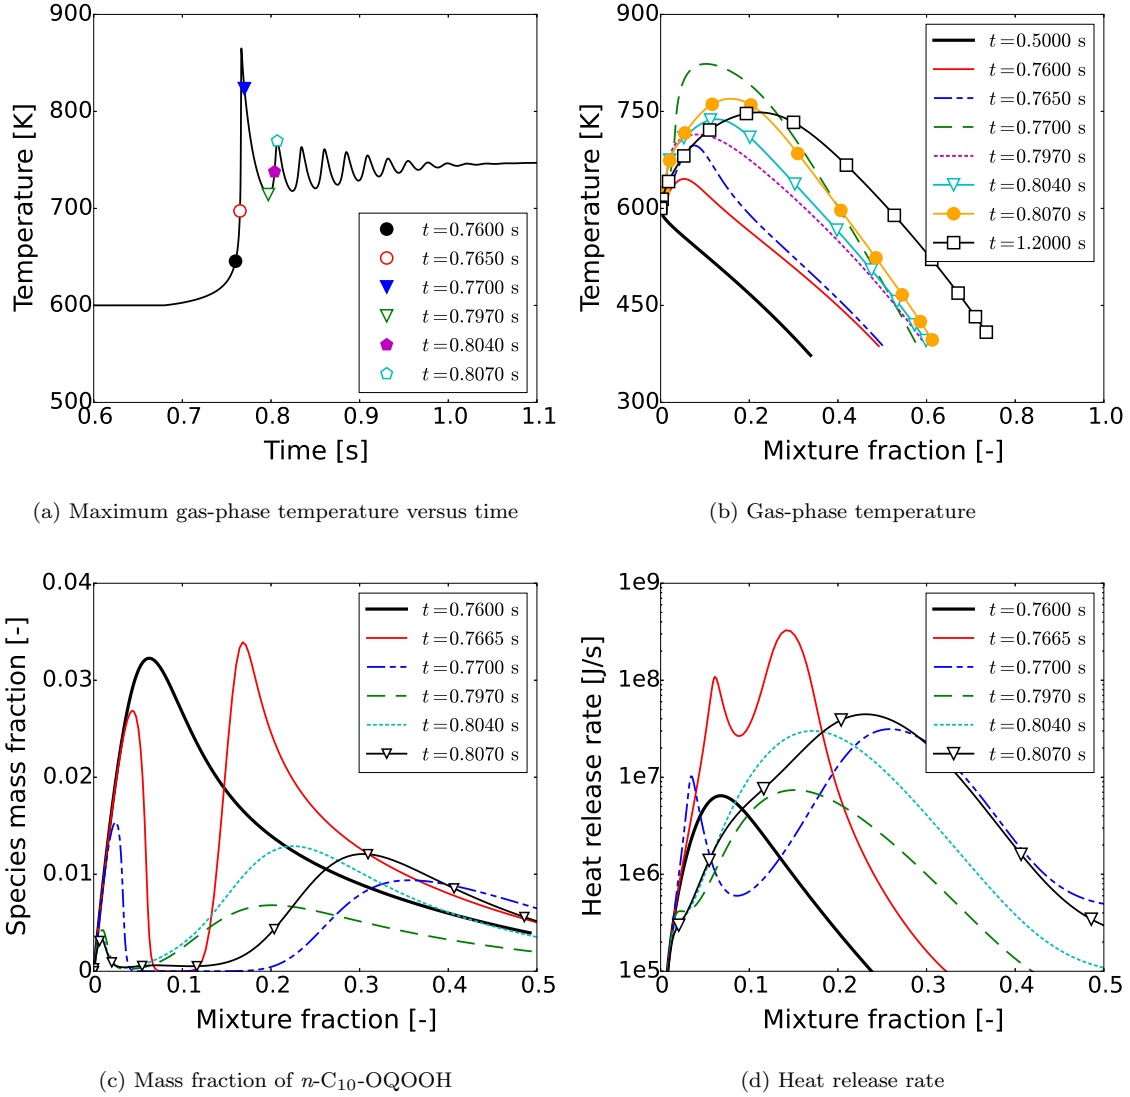 900
800
700
600
500
Temperature [K]
t=0.7600 s
t=0.7650 s
t=0.7700 s
t=0.7970 s
t=0.8040 s
t=0.8070 s
0.6 0.7 0.8 0.9 1.0 1.1
Time [s]
(a) Maximum gas-phase temperature versus time
900
750
600
450
300
Temperature [K]
t=0.5000 s
t=0.7600 s
t=0.7650 s
t=0.7700 s
t=0.7970 s
t=0.8040 s
t=0.8070 s
t=1.2000 s
0 0.2 0.4 0.6 0.8 1.0
Mixture fraction [-]
(b) Gas-phase temperature
0.04
0.03
0.02
0.01
0
Species mass fraction [-]
t=0.7600 s
t=0.7665 s
t=0.7700 s
t=0.7970 s
t=0.8040 s
t=0.8070 s
0 0.1 0.2 0.3 0.4 0.5
Mixture fraction [-]
(c) Mass fraction of n-C₁₀-OQOOH
1e9
1e8
1e7
1e6
1e5
Heat release rate [J/s]
t=0.7600 s
t=0.7665 s
t=0.7700 s
t=0.7970 s
t=0.8040 s
t=0.8070 s
0 0.1 0.2 0.3 0.4 0.5
Mixture fraction [-]
(d) Heat release rate